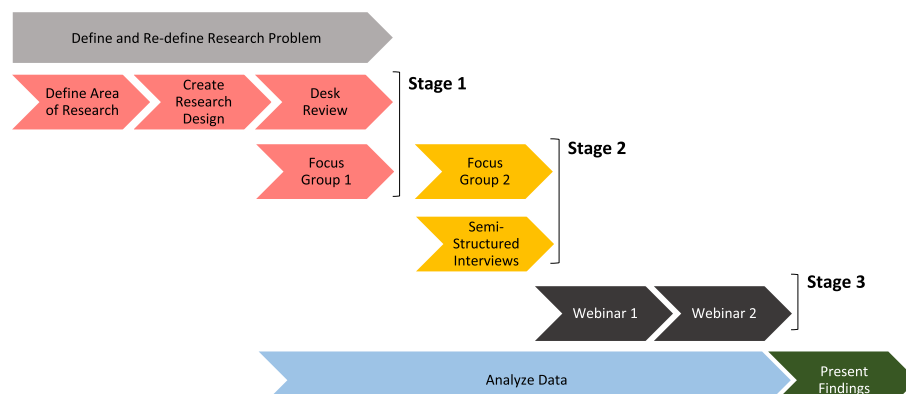 Define and Re-define Research Problem
Define Area
of Research
Create
Research
Design
Desk
Review
Stage 1
Focus
Group 1
Focus
Group 2
Stage 2
Semi-
Structured
Interviews
Stage 3
Webinar 1
Webinar 2
Analyze Data
Present
Findings